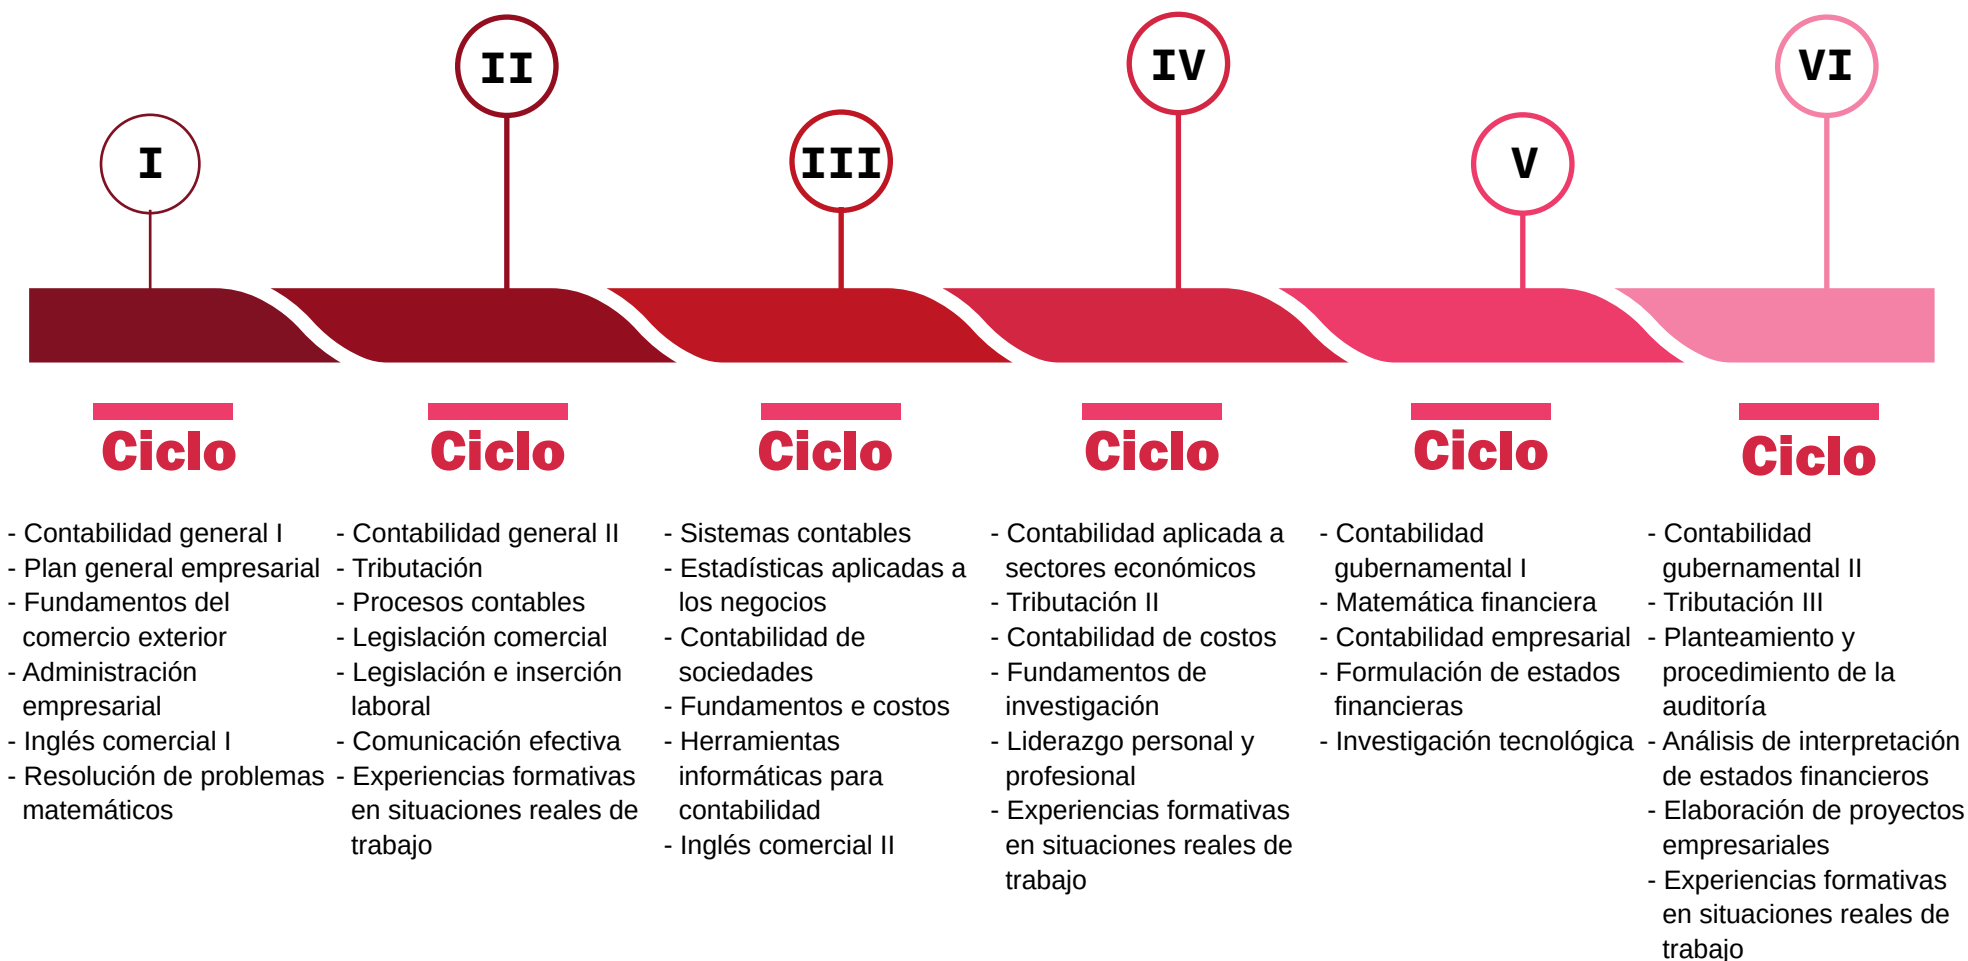 I
II
III
IV
V
VI
Ciclo
- Contabilidad general I
- Plan general empresarial
- Fundamentos del
comercio exterior
- Administración
empresarial
- Inglés comercial I
- Resolución de problemas
matemáticos
Ciclo
- Contabilidad general II
- Tributación
- Procesos contables
- Legislación comercial
- Legislación e inserción
laboral
- Comunicación efectiva
- Experiencias formativas
en situaciones reales de
trabajo
Ciclo
- Sistemas contables
- Estadísticas aplicadas a
los negocios
- Contabilidad de
sociedades
- Fundamentos e costos
- Herramientas
informáticas para
contabilidad
- Inglés comercial II
Ciclo
- Contabilidad aplicada a
sectores económicos
- Tributación II
- Contabilidad de costos
- Fundamentos de
investigación
- Liderazgo personal y
profesional
- Experiencias formativas
en situaciones reales de
trabajo
Ciclo
- Contabilidad
gubernamental I
- Matemática financiera
- Contabilidad empresarial
- Formulación de estados
financieras
- Investigación tecnológica
Ciclo
- Contabilidad
gubernamental II
- Tributación III
- Planteamiento y
procedimiento de la
auditoría
- Análisis de interpretación
de estados financieros
- Elaboración de proyectos
empresariales
- Experiencias formativas
en situaciones reales de
trabajo